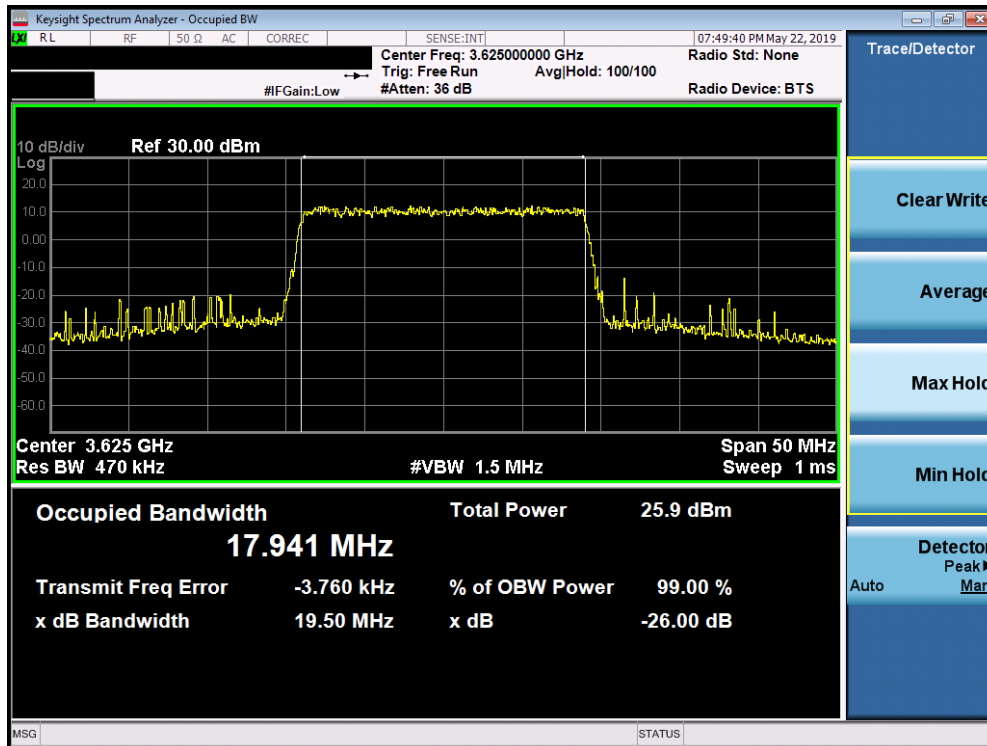 Keysight Spectrum Analyzer - Occupied BW
LXI RL RF 50 Ω AC CORREC SENSE:INT 07:49:40 PM May 22, 2019
Center Freq: 3.625000000 GHz Radio Std: None
Trig: Free Run Avg|Hold: 100/100
#IFGain:Low #Atten: 36 dB Radio Device: BTS
10 dB/div Ref 30.00 dBm
Log
20.0
10.0
0.00
-10.0
-20.0
-30.0
-40.0
-50.0
-60.0
Center 3.625 GHz Span 50 MHz
Res BW 470 kHz #VBW 1.5 MHz Sweep 1 ms
Occupied Bandwidth Total Power 25.9 dBm
17.941 MHz
Transmit Freq Error -3.760 kHz % of OBW Power 99.00 %
x dB Bandwidth 19.50 MHz x dB -26.00 dB
MSG STATUS
Trace/Detector
Clear Write
Average
Max Hold
Min Hold
Detector
Peak
Auto Man